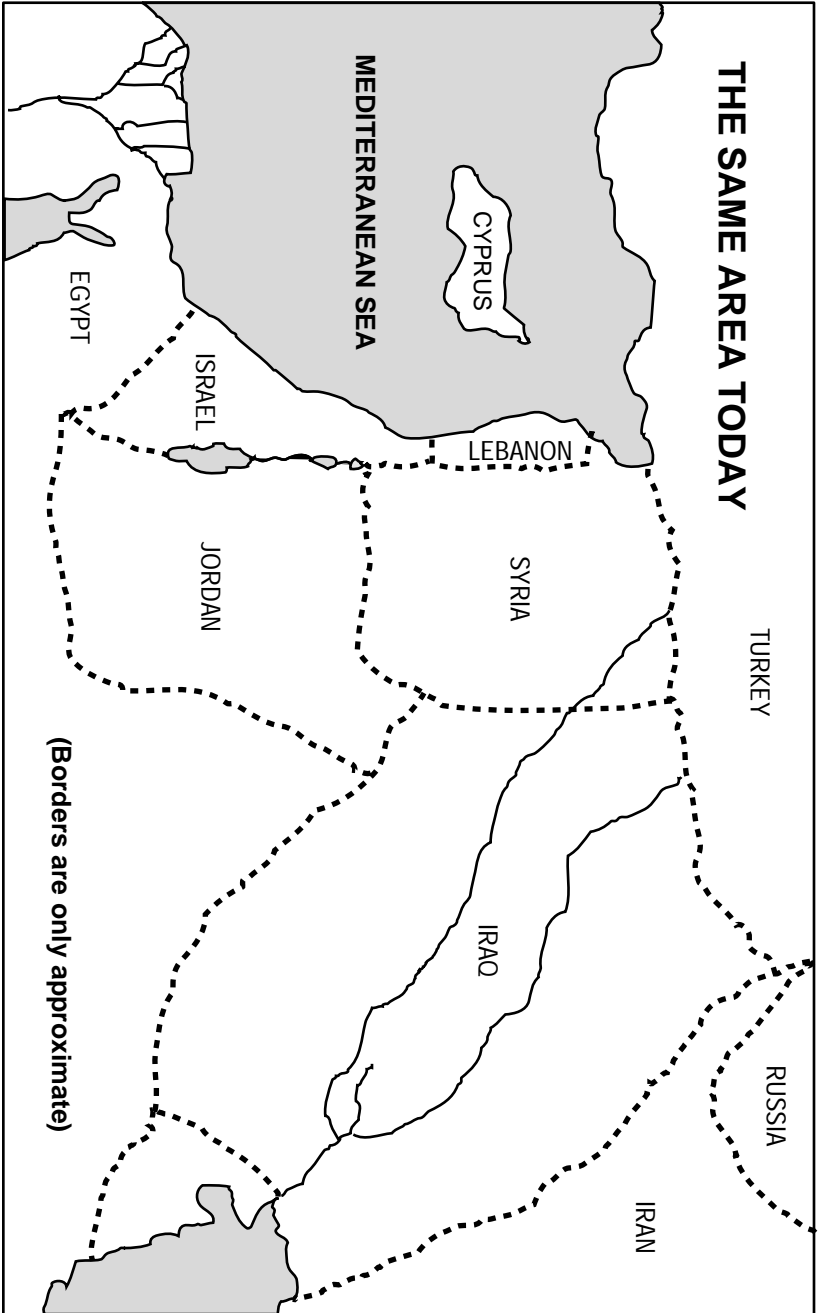 THE SAME AREA TODAY
TURKEY
RUSSIA
CYPRUS
MEDITERRANEAN SEA
LEBANON
SYRIA
IRAQ
IRAN
ISRAEL
JORDAN
EGYPT
(Borders are only approximate)